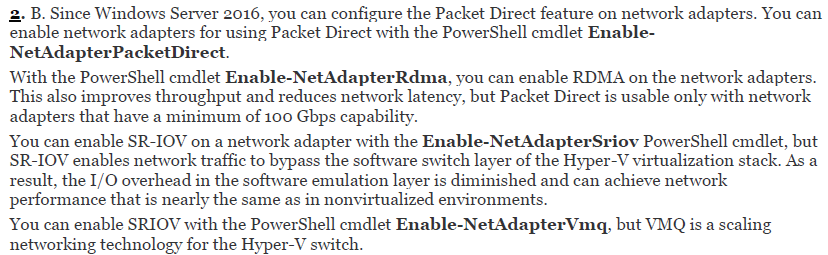 2. B. Since Windows Server 2016, you can configure the Packet Direct feature on network adapters. You can
enable network adapters for using Packet Direct with the PowerShell cmdlet Enable-
NetAdapterPacketDirect.
With the PowerShell cmdlet Enable-NetAdapterRdma, you can enable RDMA on the network adapters.
This also improves throughput and reduces network latency, but Packet Direct is usable only with network
adapters that have a minimum of 100 Gbps capability.
You can enable SR-IOV on a network adapter with the Enable-NetAdapterSriov PowerShell cmdlet, but
SR-IOV enables network traffic to bypass the software switch layer of the Hyper-V virtualization stack. As a
result, the I/O overhead in the software emulation layer is diminished and can achieve network
performance that is nearly the same as in nonvirtualized environments.
You can enable SRIOV with the PowerShell cmdlet Enable-NetAdapterVmq, but VMQ is a scaling
networking technology for the Hyper-V switch.